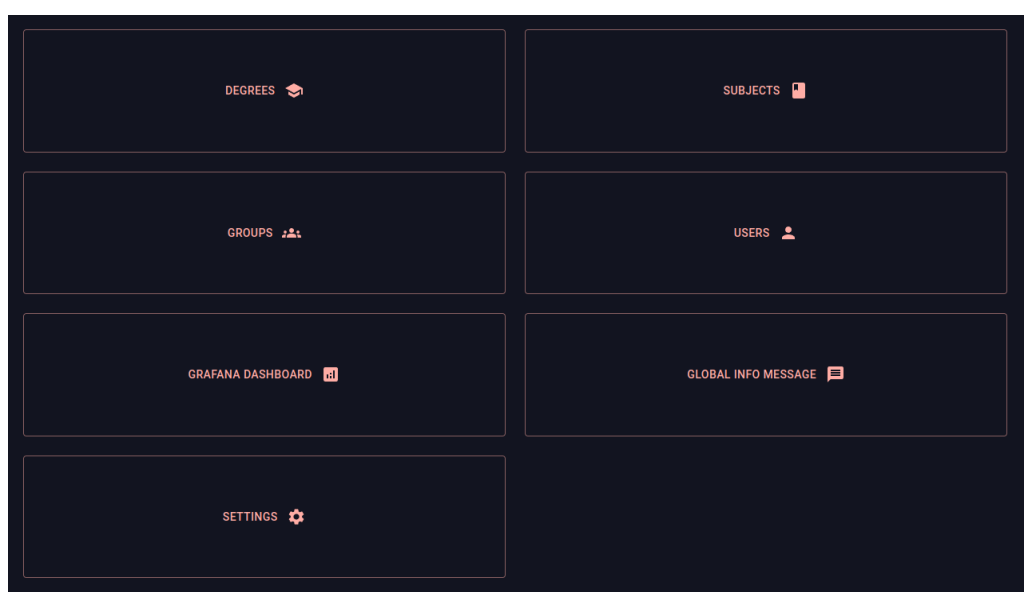 DEGREES
SUBJECTS
GROUPS
USERS
GRAFANA DASHBOARD
GLOBAL INFO MESSAGE
SETTINGS